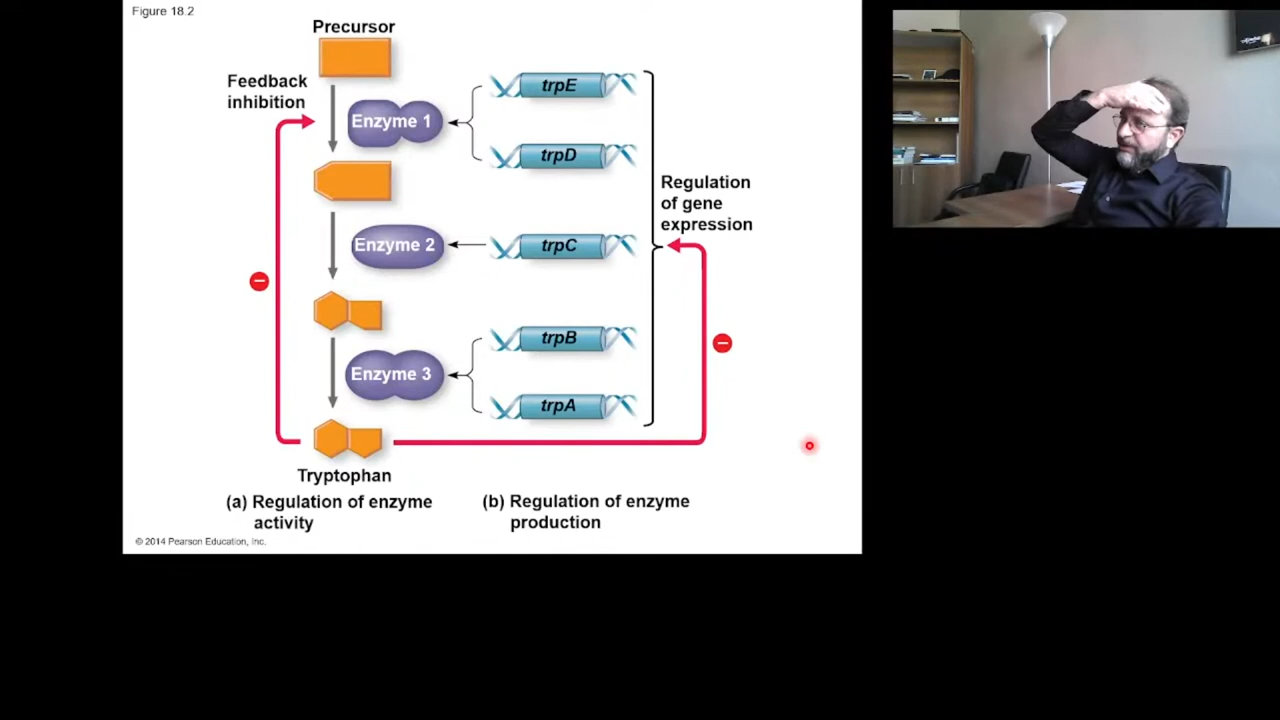 Figure 18.2
Precursor
Feedback
inhibition
Enzyme 1
trpE
trpD
Regulation
of gene
expression
Enzyme 2
trpC
Enzyme 3
trpB
trpA
Tryptophan
(a) Regulation of enzyme
activity
(b) Regulation of enzyme
production
© 2014 Pearson Education, Inc.